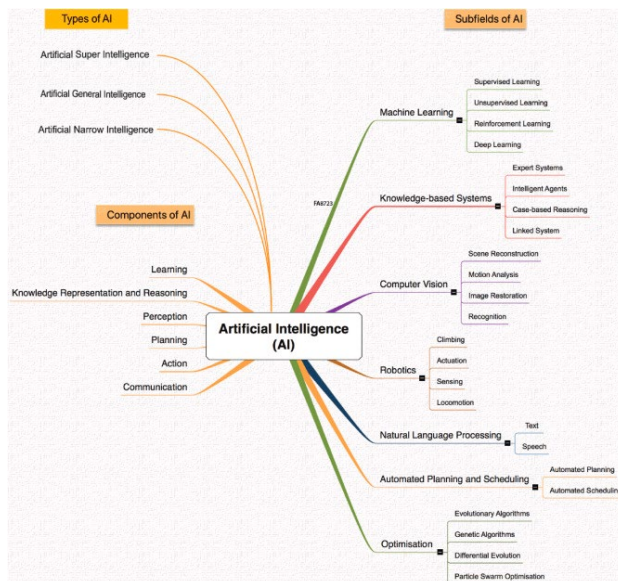 Types of AI
Artificial Super Intelligence
Artificial General Intelligence
Artificial Narrow Intelligence
Components of AI
Learning
Knowledge Representation and Reasoning
Perception
Planning
Action
Communication
Artificial Intelligence
(AI)
Subfields of AI
FA8723
Machine Learning
Supervised Learning
Unsupervised Learning
Reinforcement Learning
Deep Learning
Knowledge-based Systems
Expert Systems
Intelligent Agents
Case-based Reasoning
Linked System
Computer Vision
Scene Reconstruction
Motion Analysis
Image Restoration
Recognition
Robotics
Climbing
Actuation
Sensing
Locomotion
Natural Language Processing
Text
Speech
Automated Planning and Scheduling
Automated Planning
Automated Schedulin
Optimisation
Evolutionary Algorithms
Genetic Algorithms
Differential Evolution
Particle Swarm Optimisation